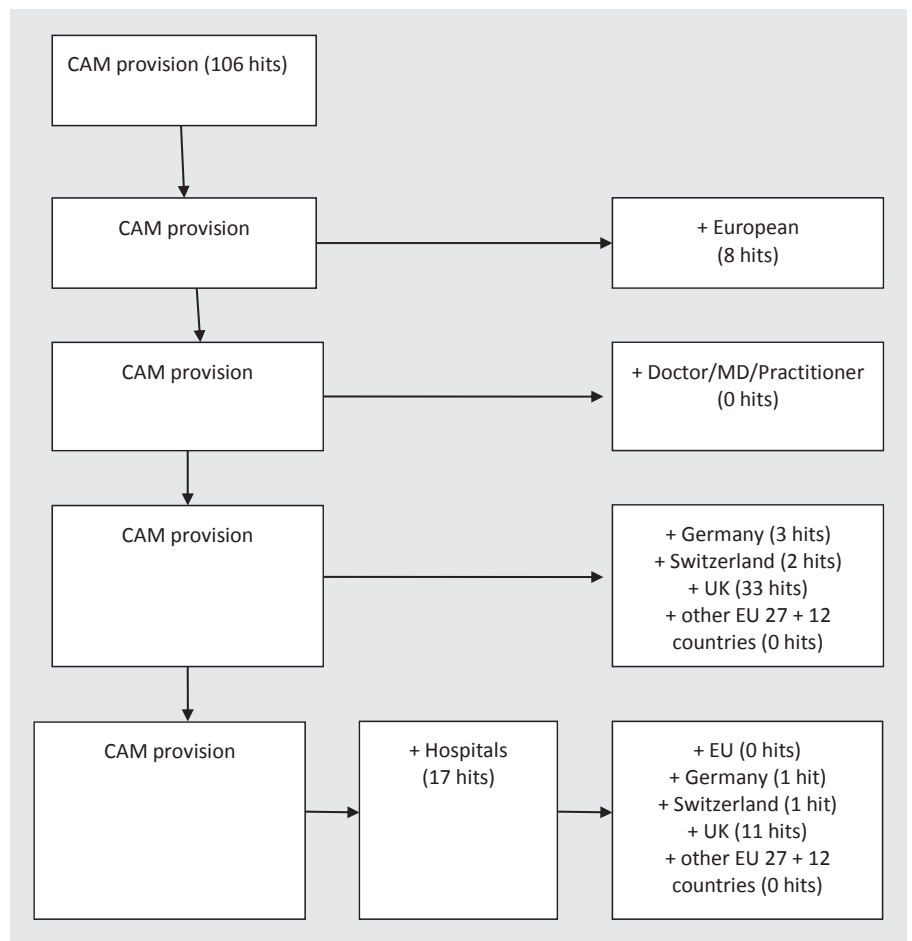 CAM provision (106 hits)
CAM provision
+ European
(8 hits)
CAM provision
+ Doctor/MD/Practitioner
(0 hits)
CAM provision
+ Germany (3 hits)
+ Switzerland (2 hits)
+ UK (33 hits)
+ other EU 27 + 12
countries (0 hits)
CAM provision
+ Hospitals
(17 hits)
+ EU (0 hits)
+ Germany (1 hit)
+ Switzerland (1 hit)
+ UK (11 hits)
+ other EU 27 + 12
countries (0 hits)